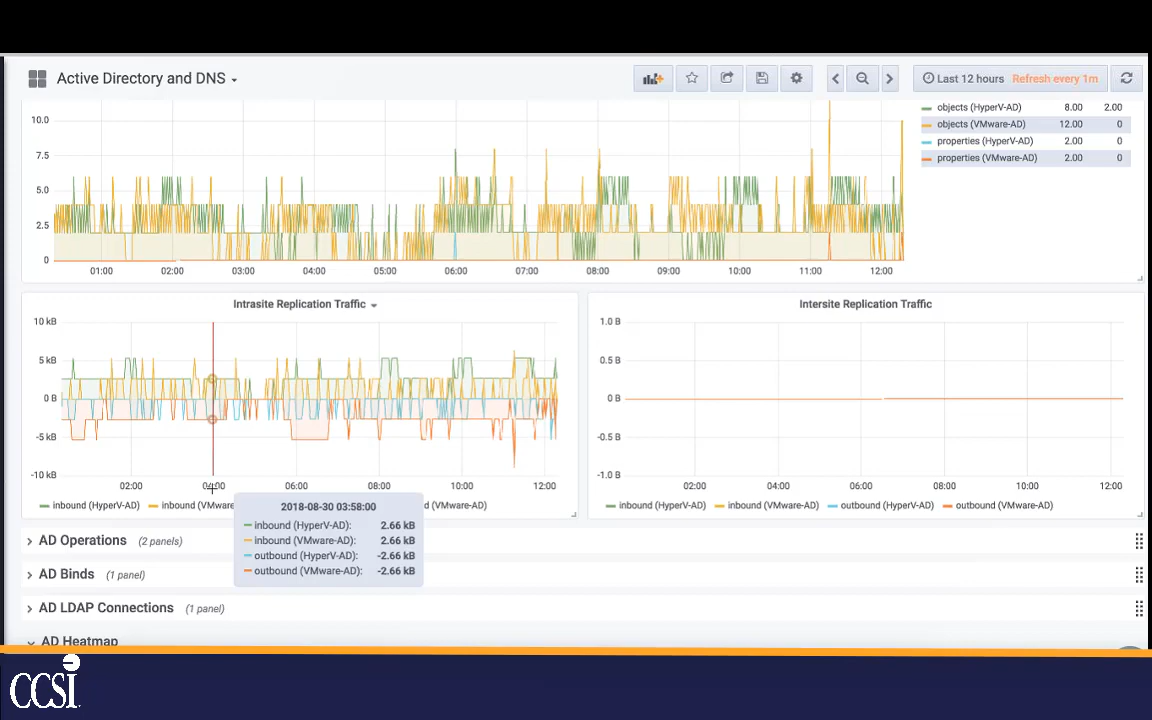 Active Directory and DNS
Last 12 hours Refresh every 1m
objects (HyperV-AD) 8.00 2.00
objects (VMware-AD) 12.00 0
properties (HyperV-AD) 2.00 0
properties (VMware-AD) 2.00 0
10.0
7.5
5.0
2.5
0
01:00 02:00 03:00 04:00 05:00 06:00 07:00 08:00 09:00 10:00 11:00 12:00
Intrasite Replication Traffic
10 kB
5 kB
0 B
-5 kB
-10 kB
02:00 04:00 06:00 08:00 10:00 12:00
inbound (HyperV-AD) inbound (VMware d (VMware-AD)
2018-08-30 03:58:00
inbound (HyperV-AD): 2.66 kB
inbound (VMware-AD): 2.66 kB
outbound (HyperV-AD): -2.66 kB
outbound (VMware-AD): -2.66 kB
Intersite Replication Traffic
1.0 B
0.5 B
0 B
-0.5 B
-1.0 B
02:00 04:00 06:00 08:00 10:00 12:00
inbound (HyperV-AD) inbound (VMware-AD) outbound (HyperV-AD) outbound (VMware-AD)
AD Operations (2 panels)
AD Binds (1 panel)
AD LDAP Connections (1 panel)
AD Heatmap
CCSI